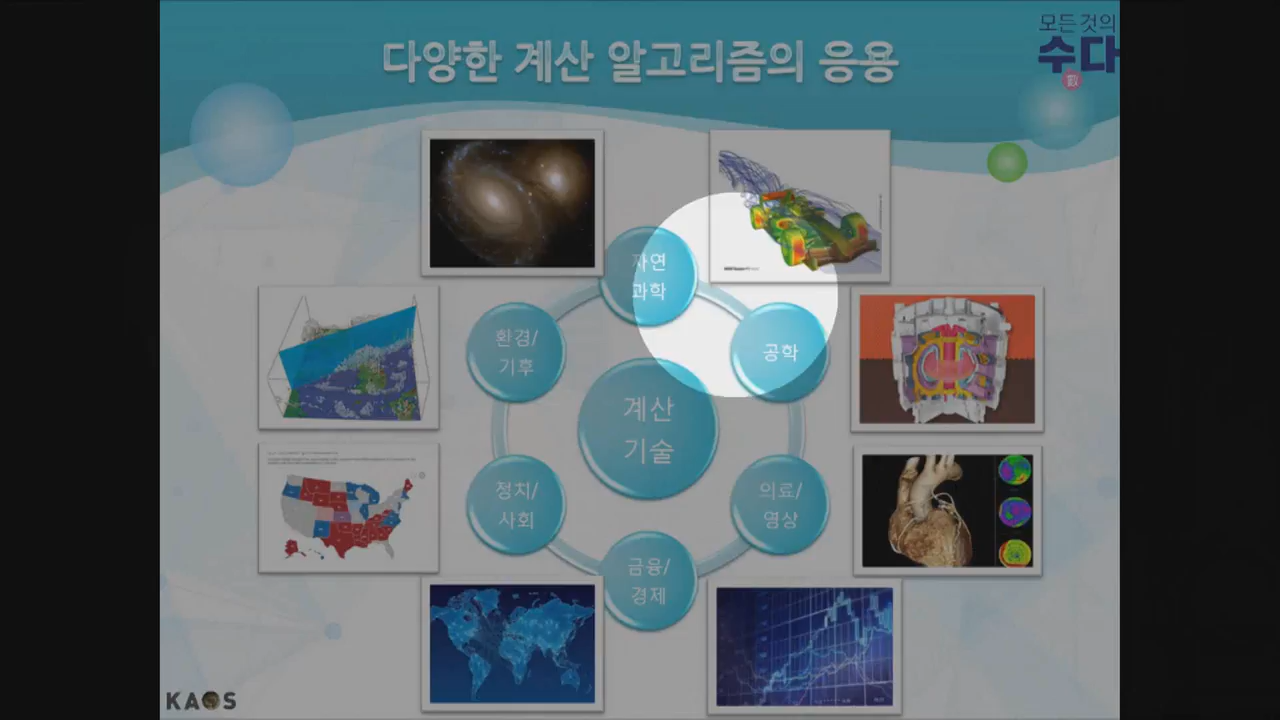 다양한 계산 알고리즘의 응용
모든 것의
수다
數
자연
과학
환경/
기후
공학
계산
기술
정치/
사회
의료/
영상
금융/
경제
KAOS